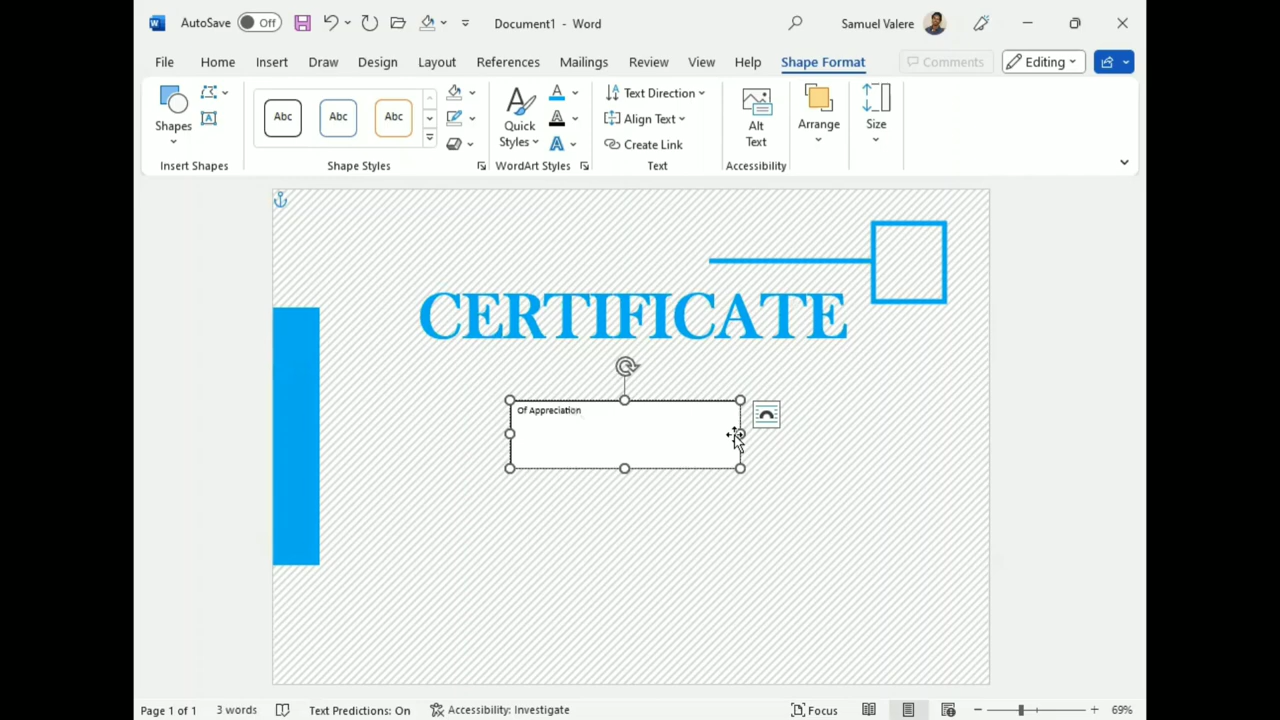 AutoSave Off Document1 - Word Samuel Valere
File Home Insert Draw Design Layout References Mailings Review View Help Shape Format Comments Editing
Shapes
Abc Abc Abc
Quick Styles
Text Direction
Align Text
Create Link
Alt Text
Arrange
Size
Insert Shapes Shape Styles WordArt Styles Text Accessibility
CERTIFICATE
Of Appreciation
Page 1 of 1 3 words Text Predictions: On Accessibility: Investigate Focus 69%